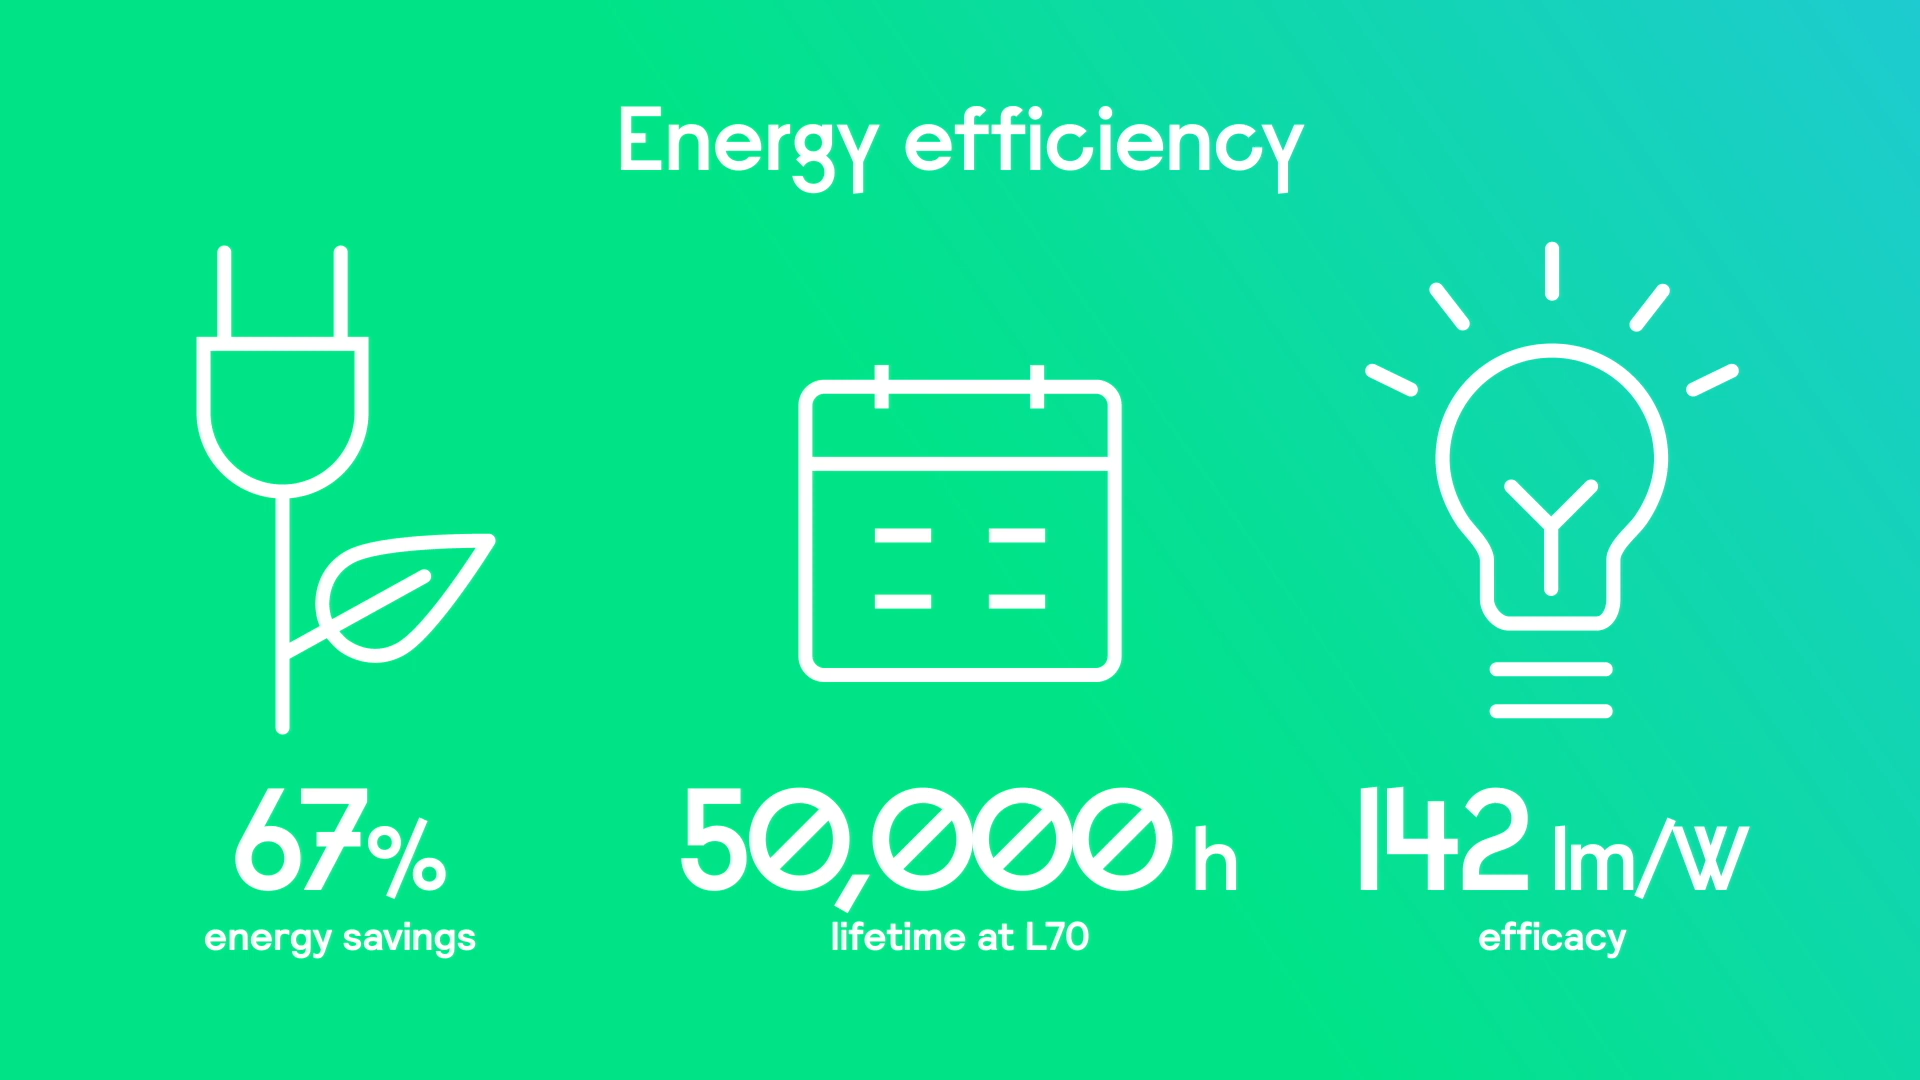 Energy efficiency
67%
energy savings
50,000 h
lifetime at L70
142 lm/W
efficacy